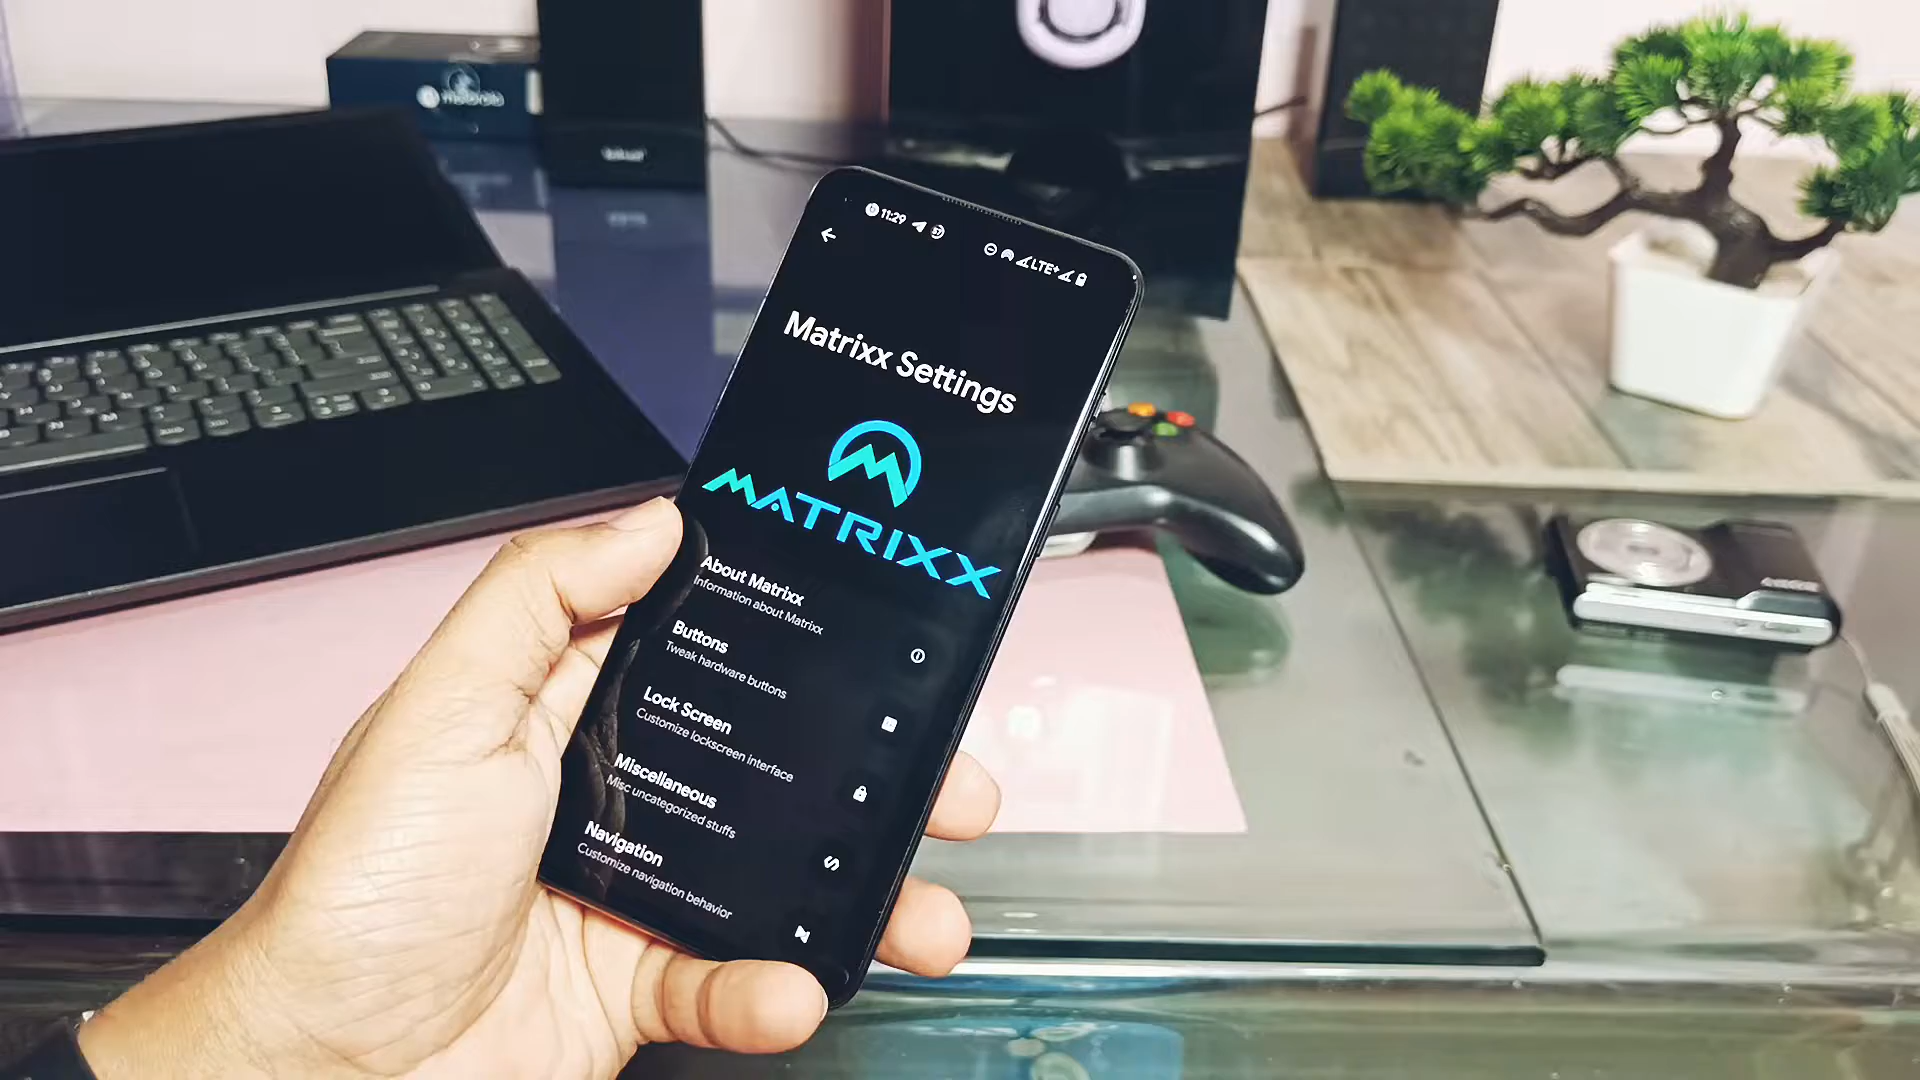 motorola
11:29
LTE+
Matrixx Settings
MATRIXX
About Matrixx
Information about Matrixx
Buttons
Tweak hardware buttons
Lock Screen
Customize lockscreen interface
Miscellaneous
Misc uncategorized stuffs
Navigation
Customize navigation behavior